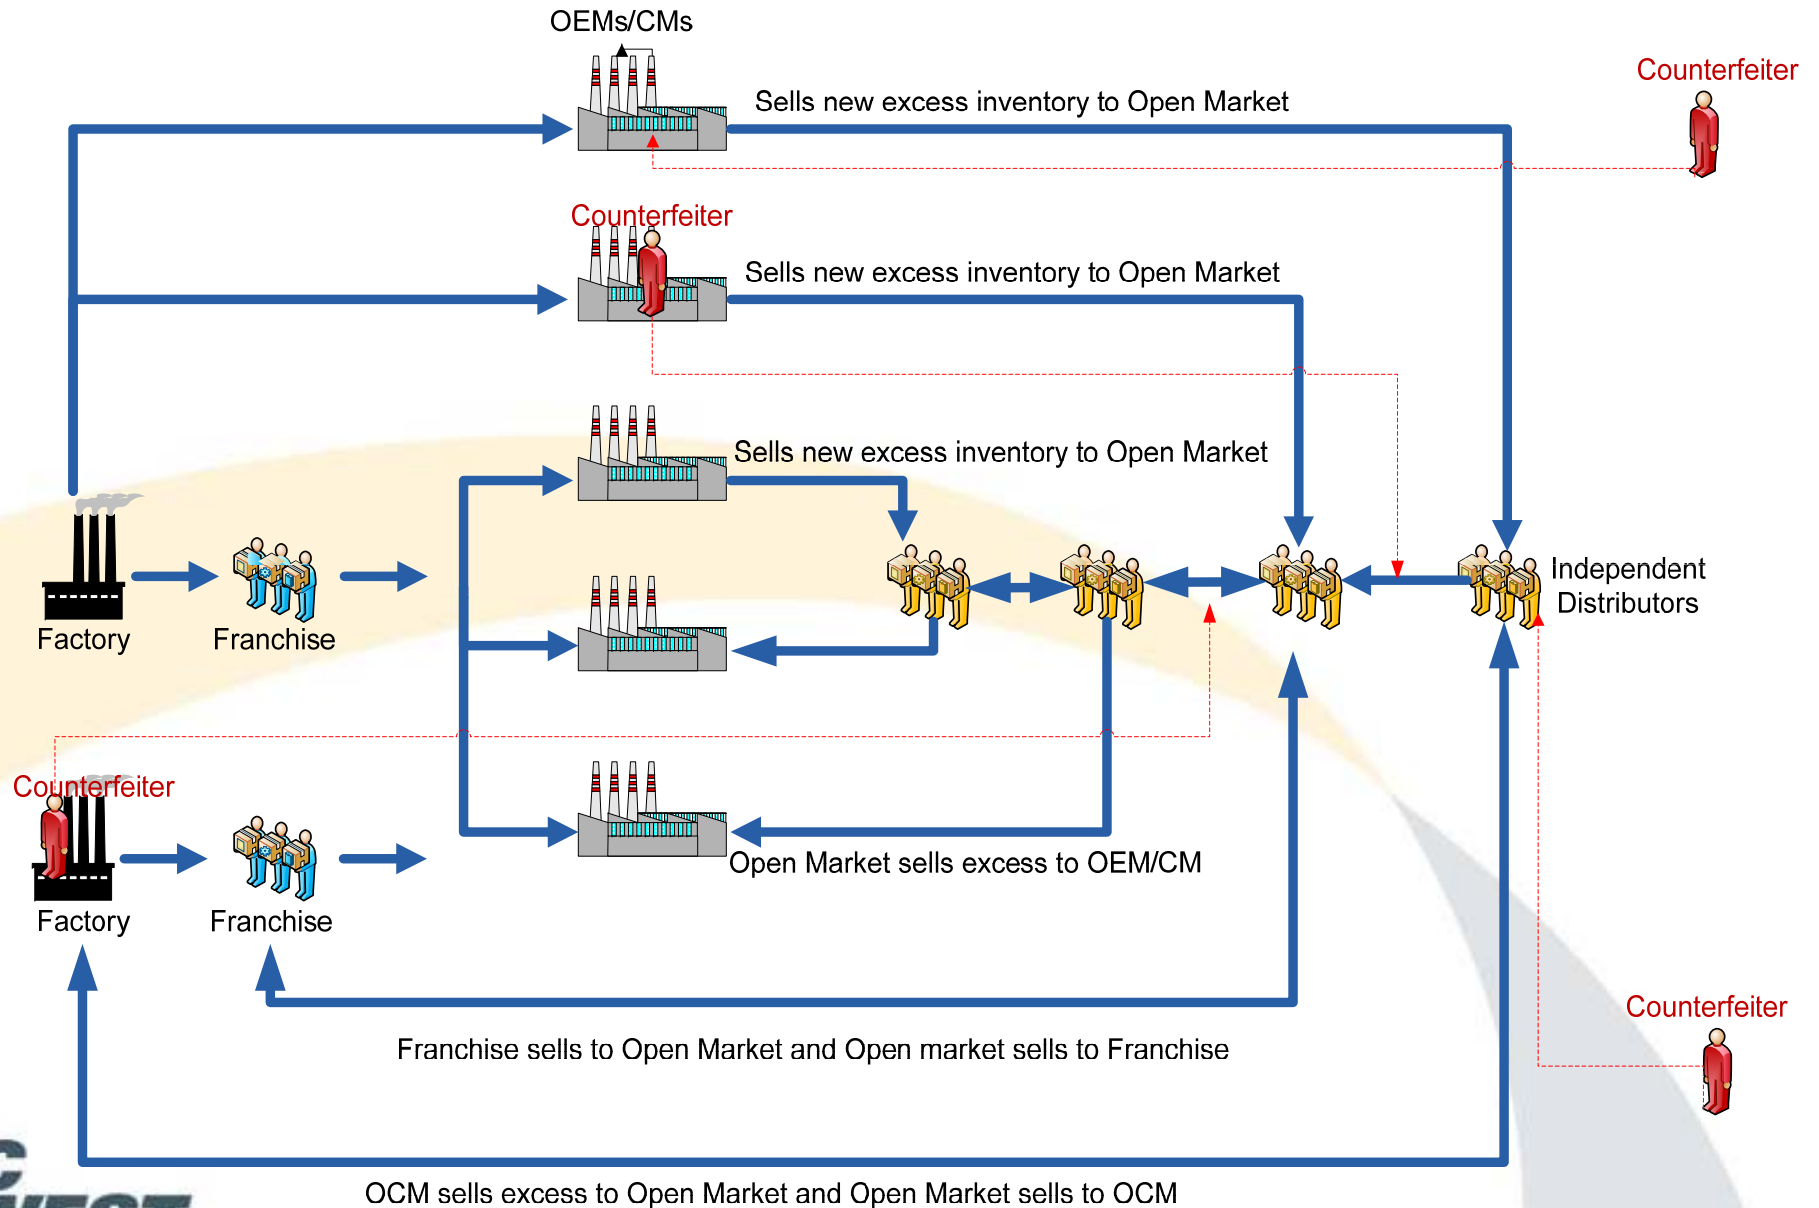 OEMs/CMs
Counterfeiter
Sells new excess inventory to Open Market
Counterfeiter
Sells new excess inventory to Open Market
Sells new excess inventory to Open Market
Independent
Distributors
Factory
Franchise
Counterfeiter
Open Market sells excess to OEM/CM
Factory
Franchise
Counterfeiter
Franchise sells to Open Market and Open market sells to Franchise
OCM sells excess to Open Market and Open Market sells to OCM